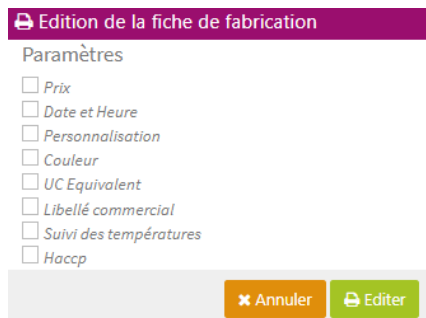 Edition de la fiche de fabrication
Paramètres
Prix
Date et Heure
Personnalisation
Couleur
UC Equivalent
Libellé commercial
Suivi des températures
Haccp
Annuler Editer